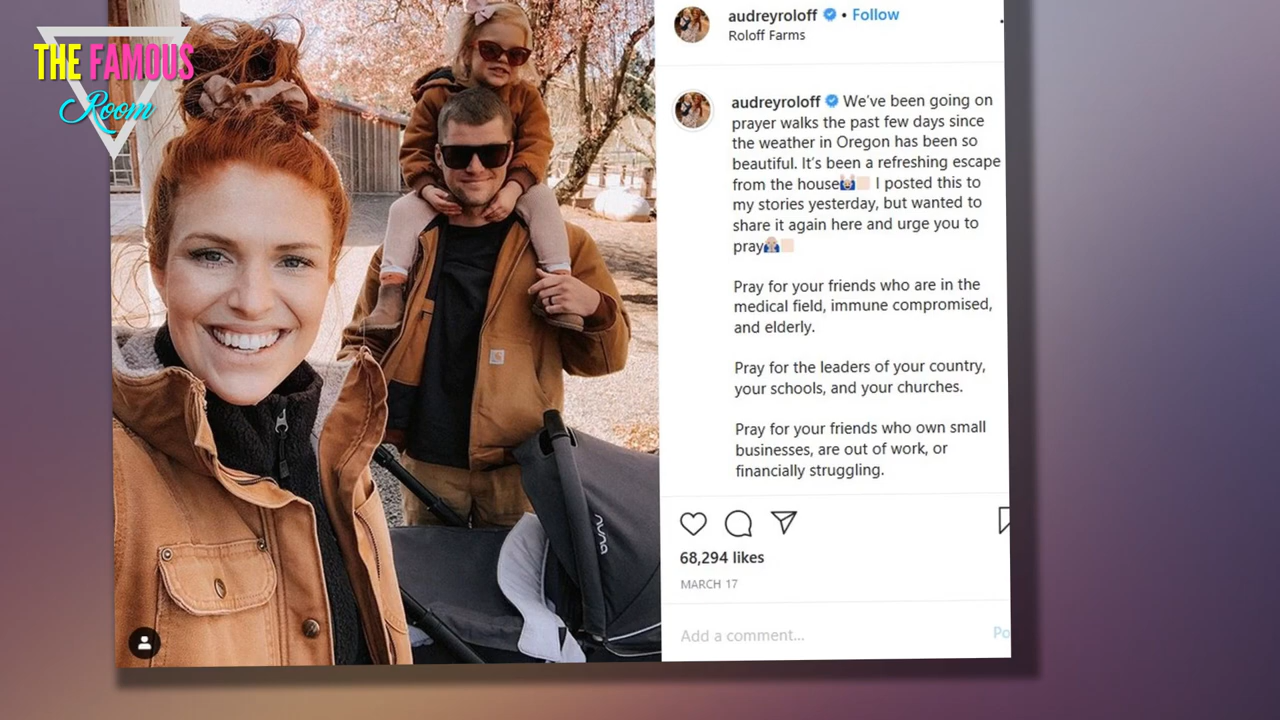 THE FAMOUS
Room
audreyroloff • Follow
Roloff Farms
audreyroloff We've been going on
prayer walks the past few days since
the weather in Oregon has been so
beautiful. It's been a refreshing escape
from the house I posted this to
my stories yesterday, but wanted to
share it again here and urge you to
pray
Pray for your friends who are in the
medical field, immune compromised,
and elderly.
Pray for the leaders of your country,
your schools, and your churches.
Pray for your friends who own small
businesses, are out of work, or
financially struggling.
nuna
68,294 likes
MARCH 17
Add a comment...
Po